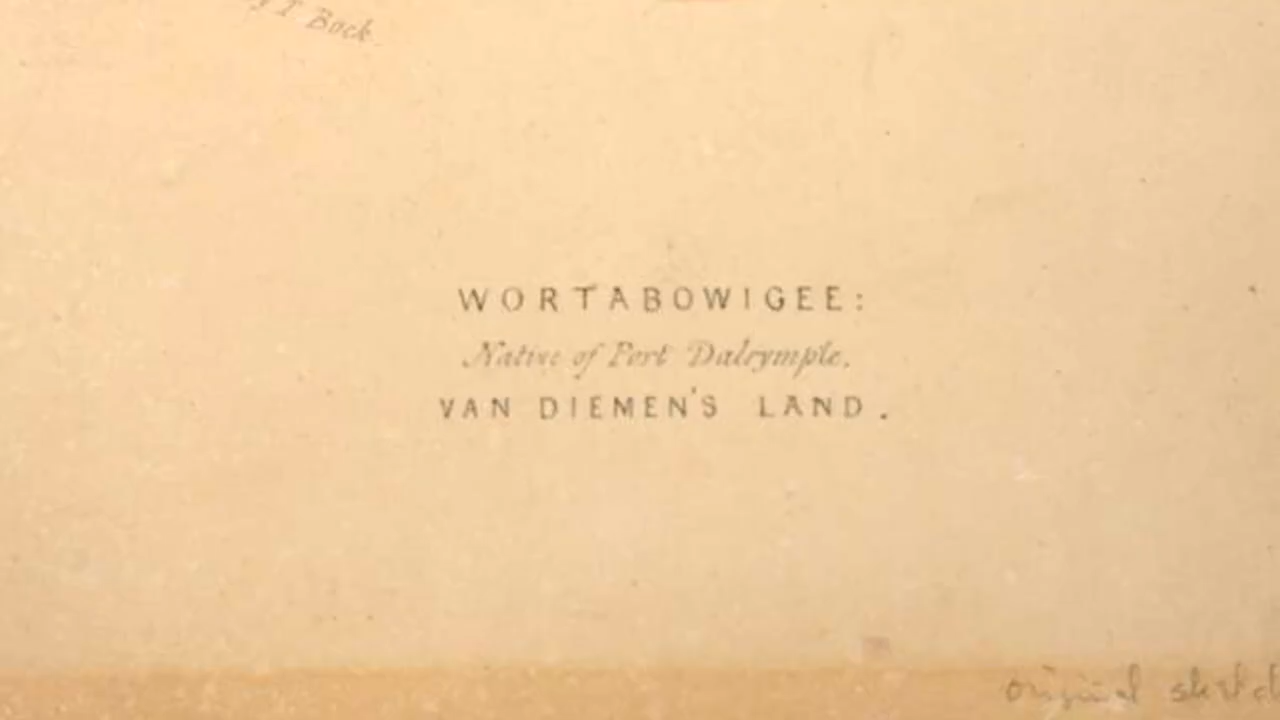 T Bock.
WORTABOWIGEE:
Native of Port Dalrymple.
VAN DIEMEN'S LAND.
original sketch